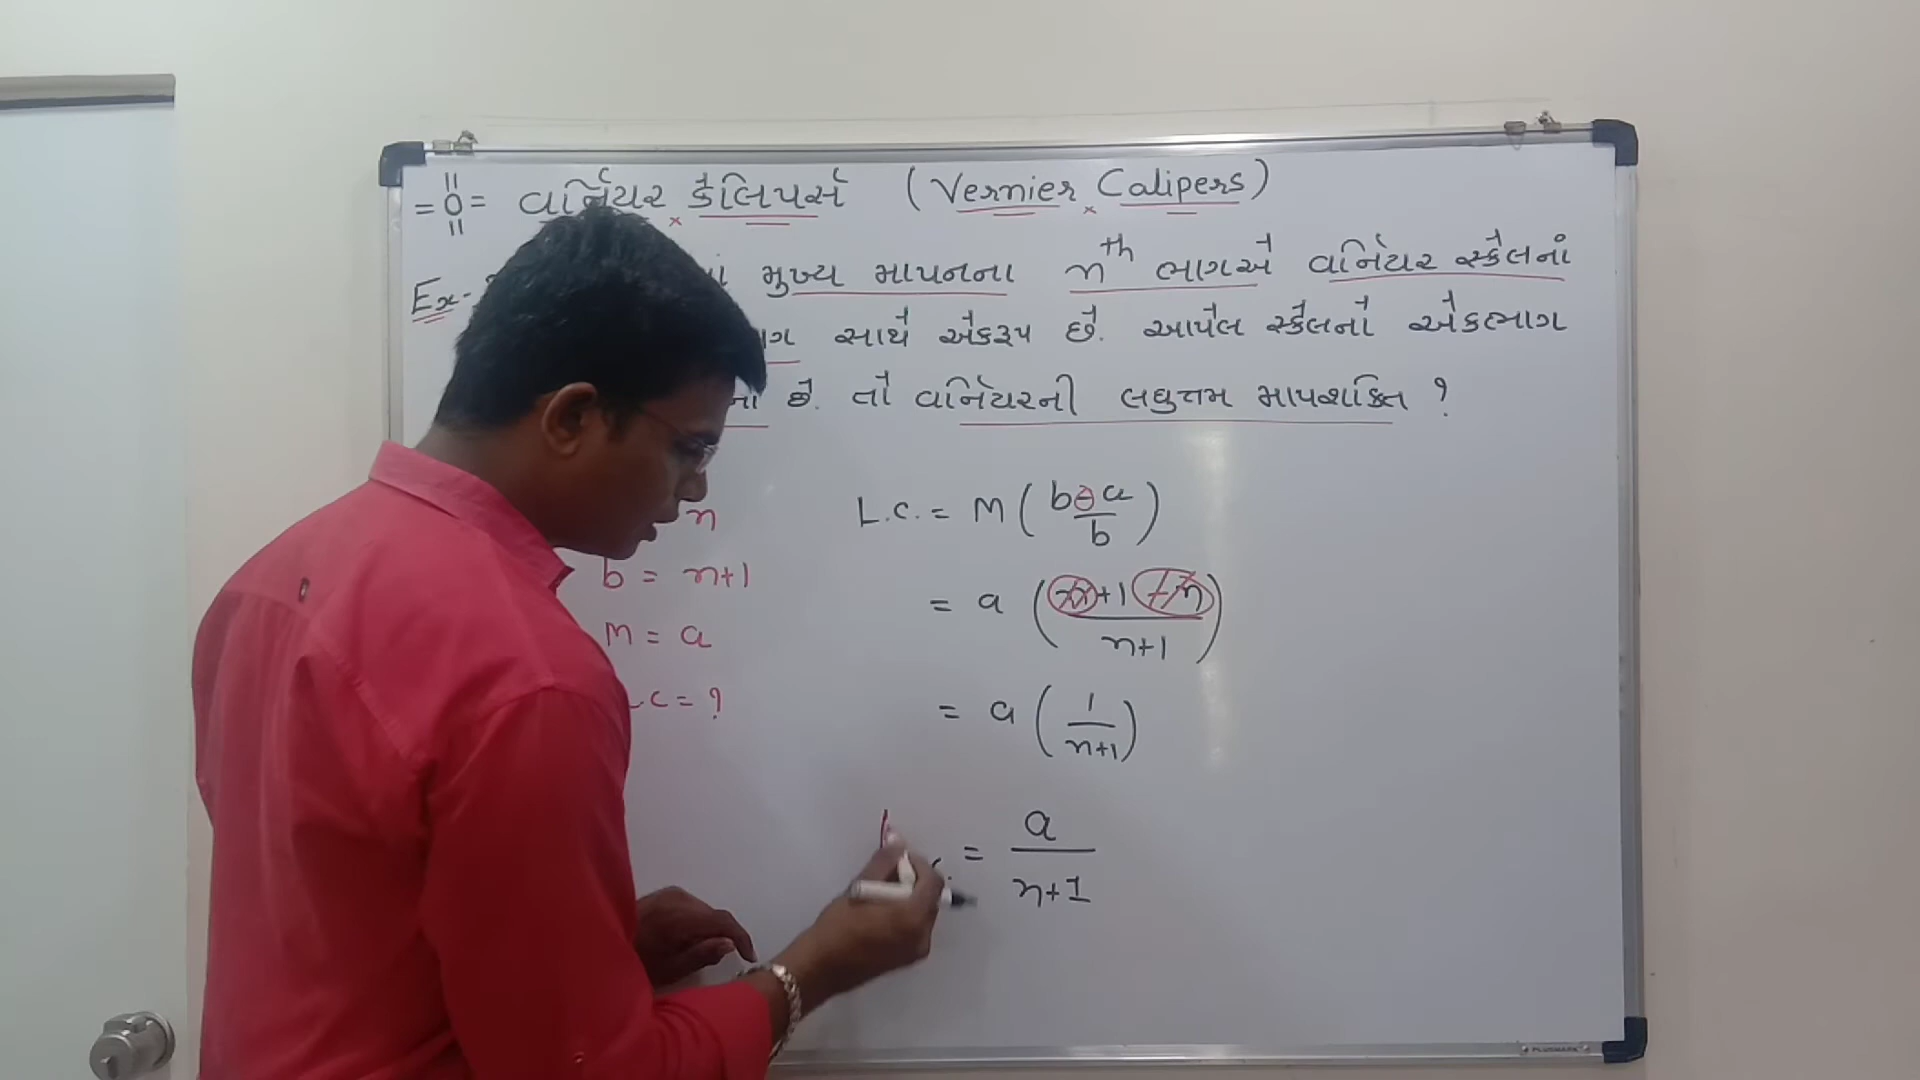 = O = વર્નિયર કેલિપર્સ (Vernier Calipers)
Ex- મુખ્ય માપનના nth ભાગએ વર્નિયર સ્કેલનાં
સાથે એકરૂપ છે. આપેલ સ્કેલનો એકભાગ
છે. તો વર્નિયરની લઘુત્તમ માપશક્તિ ?
n
b = n+1
M = a
.c = ?
L.C. = M ( b - a / b )
= a ( n+1 - n / n+1 )
= a ( 1 / n+1 )
= a / n+1